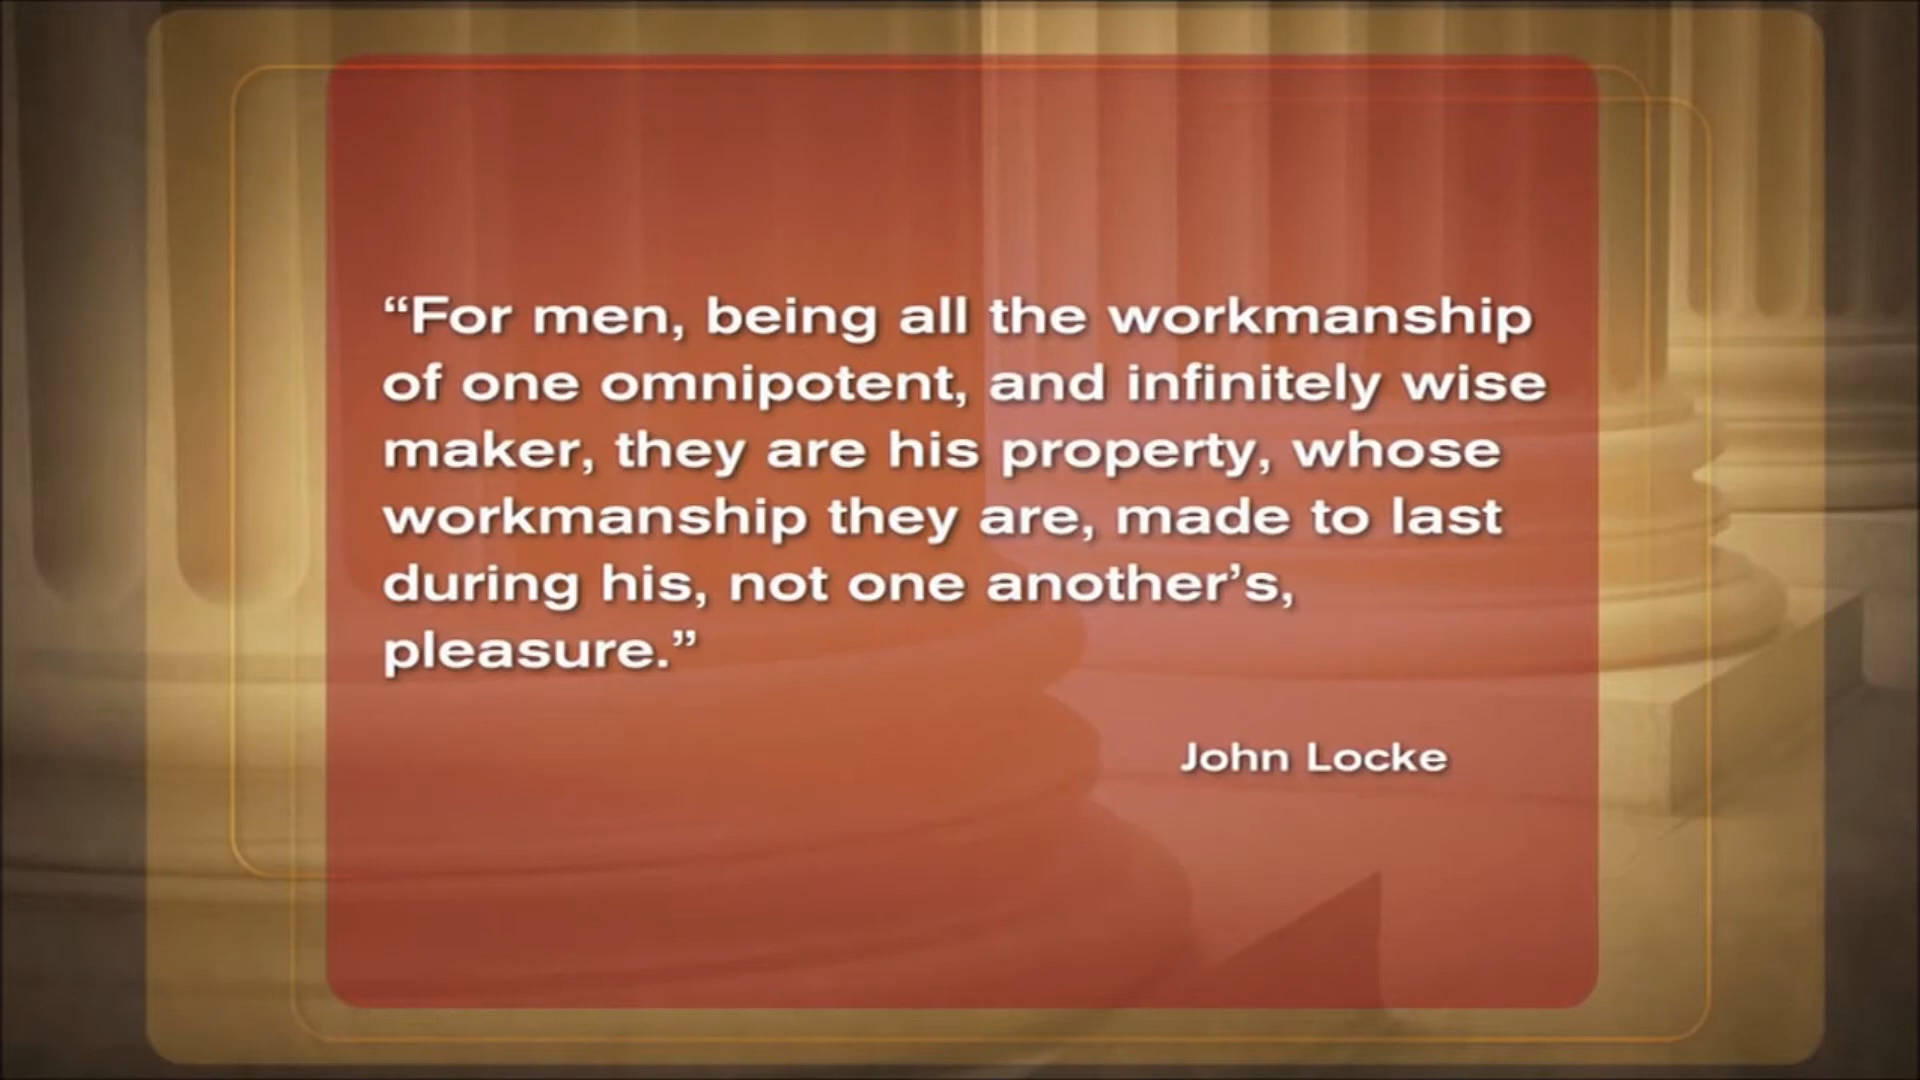 “For men, being all the workmanship
of one omnipotent, and infinitely wise
maker, they are his property, whose
workmanship they are, made to last
during his, not one another’s,
pleasure.”
John Locke